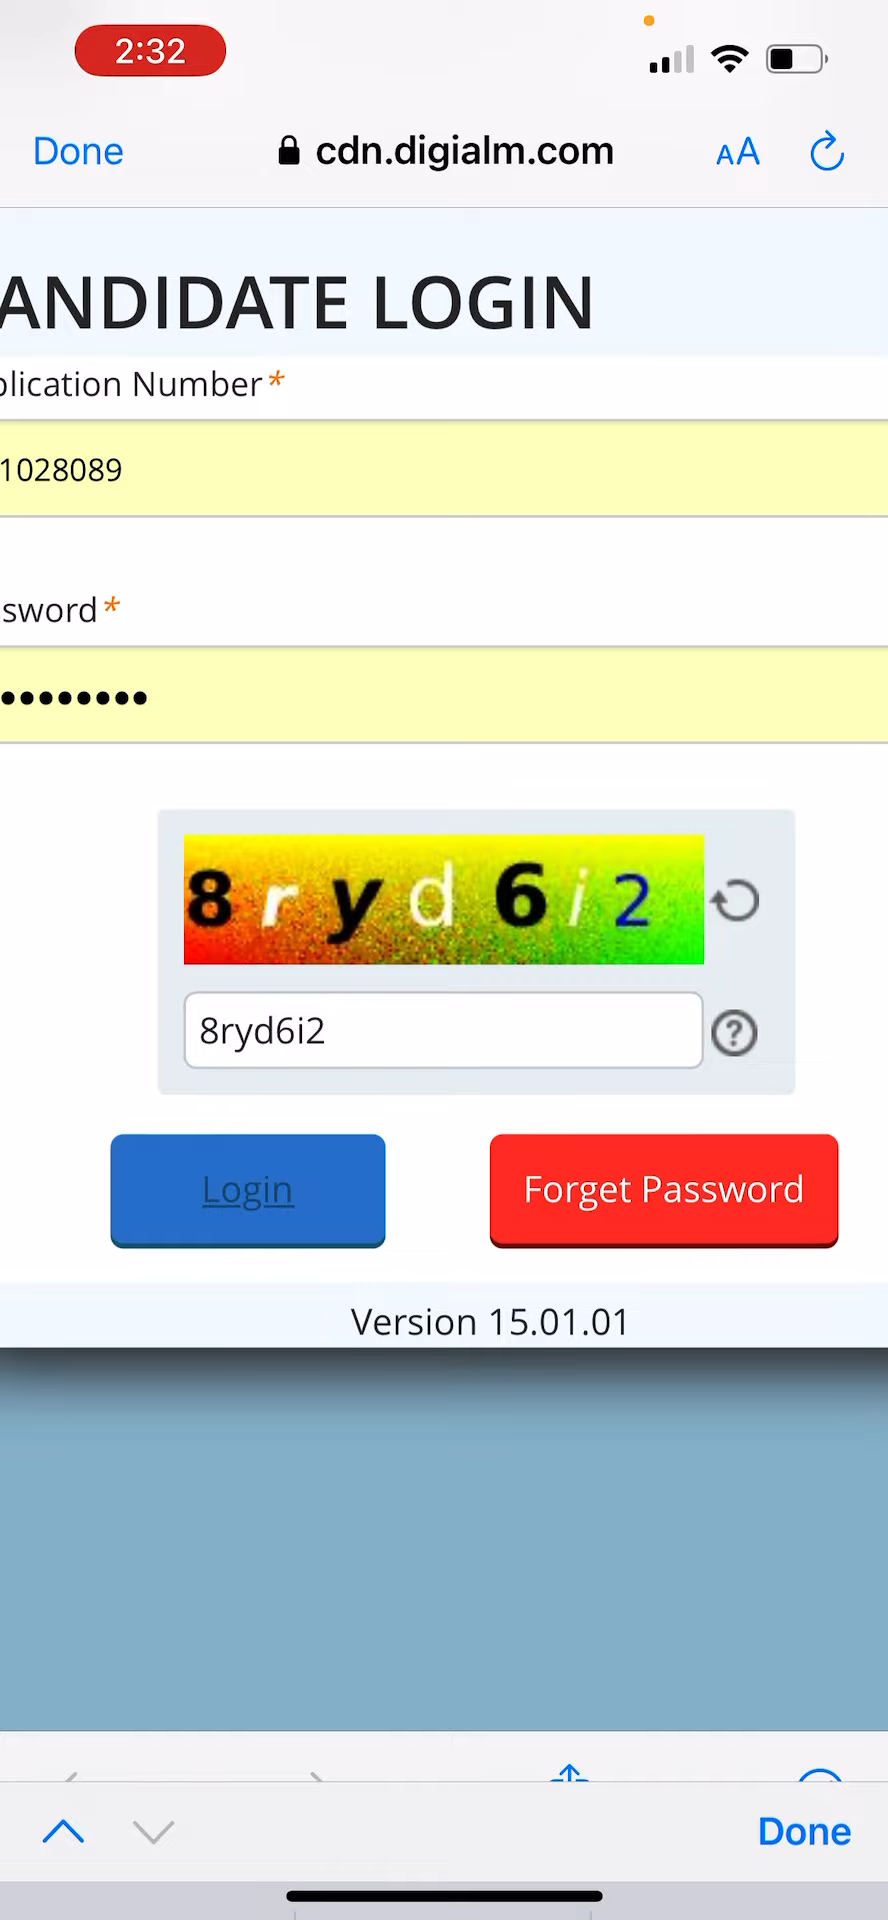 2:32
Done
cdn.digialm.com
AA
ANDIDATE LOGIN
plication Number*
1028089
sword*
8 r y d 6 i 2
8ryd6i2
?
Login
Forget Password
Version 15.01.01
Done